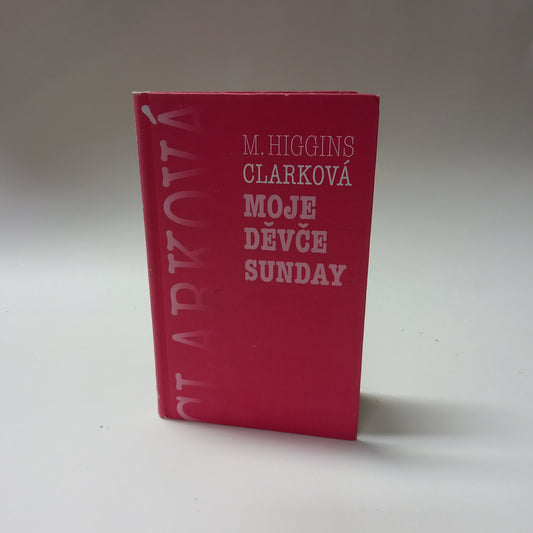 CLARKOVÁ
M. HIGGINS
CLARKOVÁ
MOJE
DĚVČE
SUNDAY